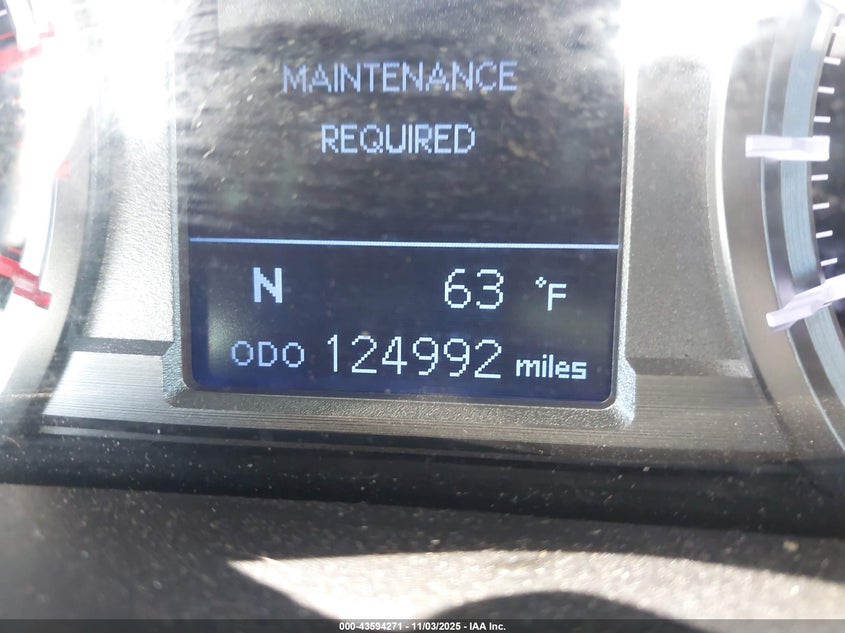 MAINTENANCE
REQUIRED
N 63 °F
ODO 124992 miles
000-43594271 - 11/03/2025 - IAA Inc.